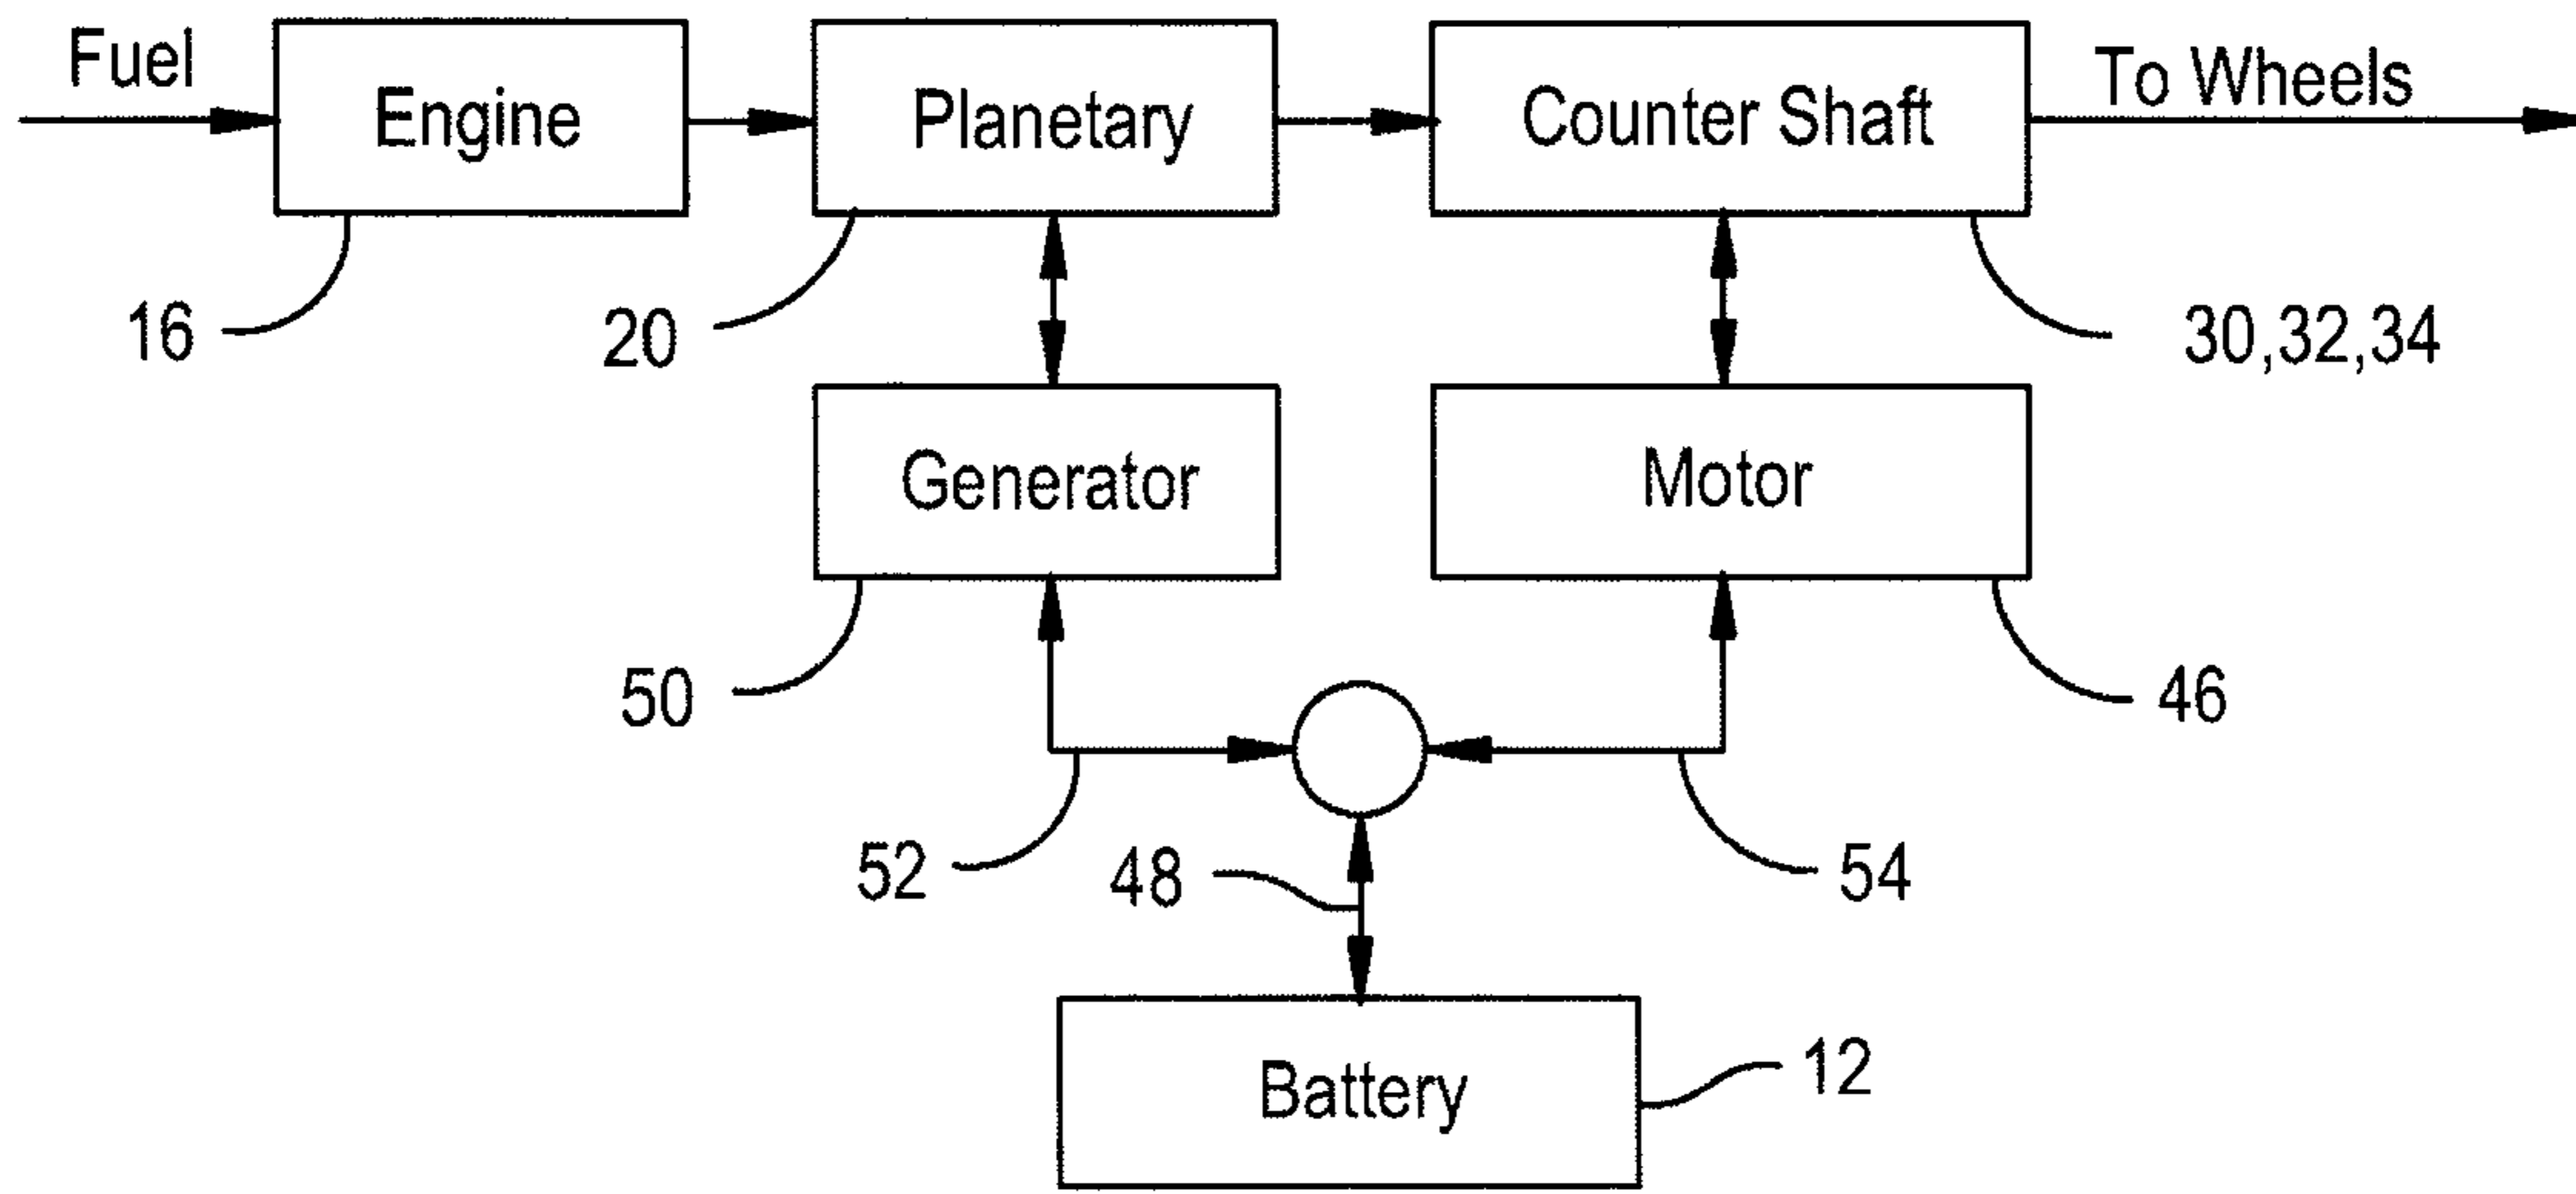 Fuel
Engine
Planetary
Counter Shaft
To Wheels
16
20
30,32,34
Generator
Motor
50
46
52
48
54
Battery
12